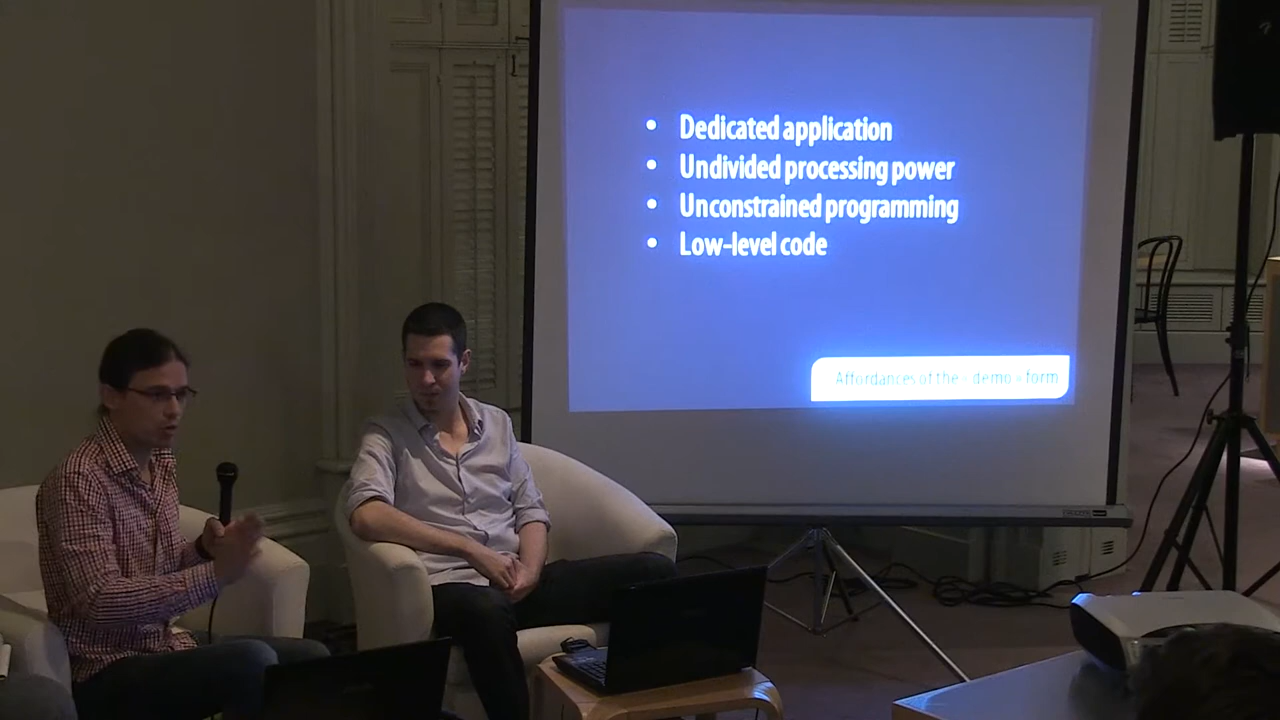 • Dedicated application
• Undivided processing power
• Unconstrained programming
• Low-level code
Affordances of the « demo » form